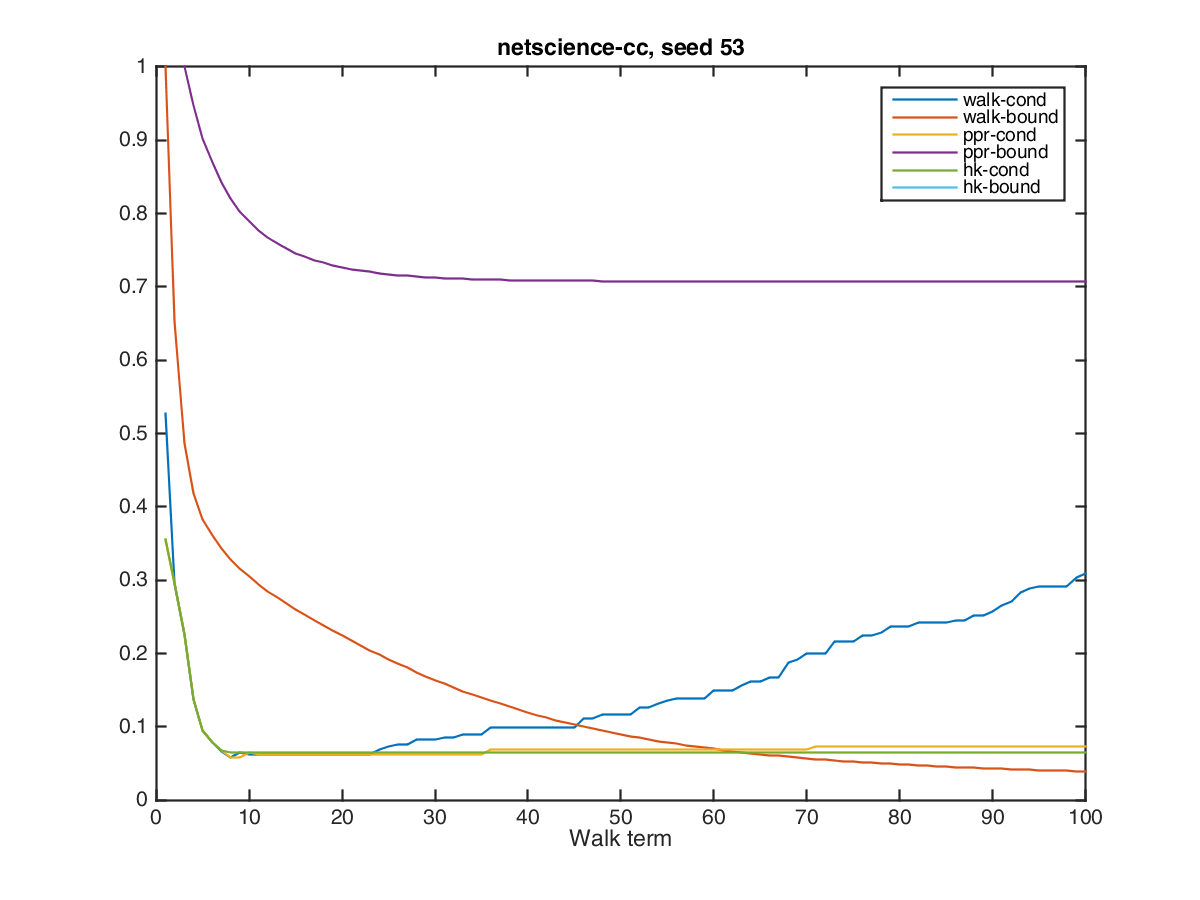 netscience-cc, seed 53
1
0.9
0.8
0.7
0.6
0.5
0.4
0.3
0.2
0.1
0
walk-cond
walk-bound
ppr-cond
ppr-bound
hk-cond
hk-bound
0 10 20 30 40 50 60 70 80 90 100
Walk term